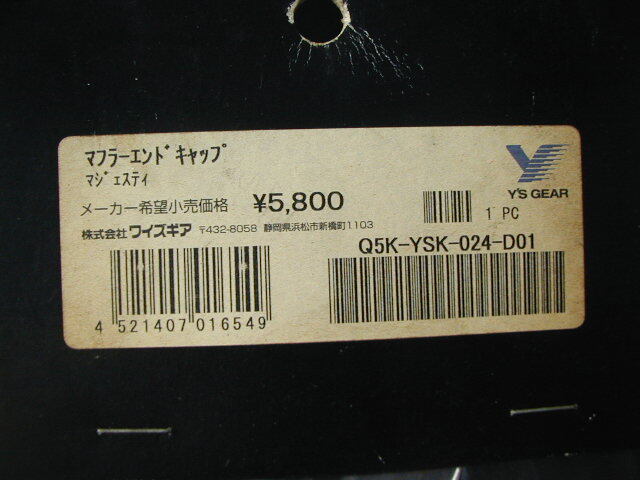 マフラーエンドキャップ
マジェスティ
メーカー希望小売価格 ¥5,800
株式会社 ワイズギア 〒432-8058 静岡県浜松市新橋町1103
4 521407 016549
Y'S GEAR
1 PC
Q5K-YSK-024-D01